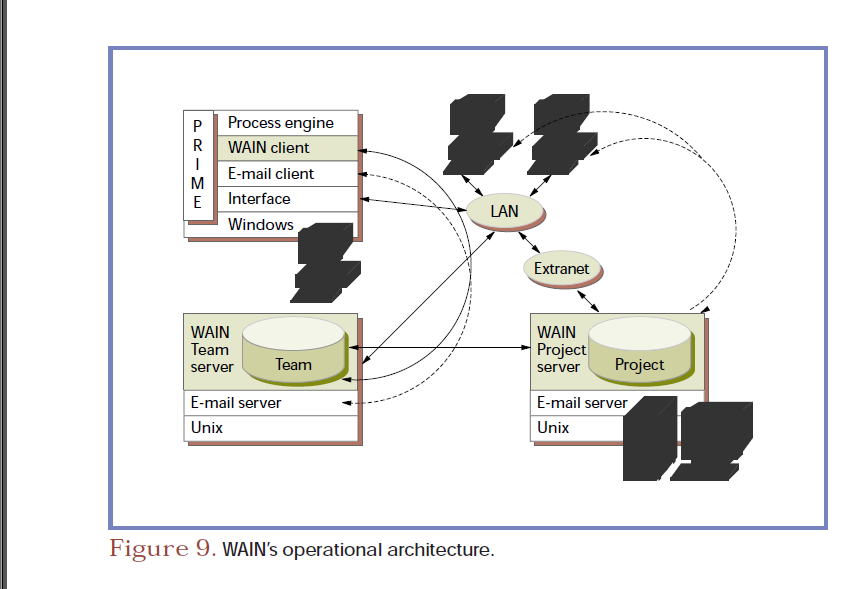 PRIME
Process engine
WAIN client
E-mail client
Interface
Windows
LAN
Extranet
WAIN
Team
server
Team
E-mail server
Unix
WAIN
Project
server
Project
E-mail server
Unix
Figure 9. WAIN's operational architecture.